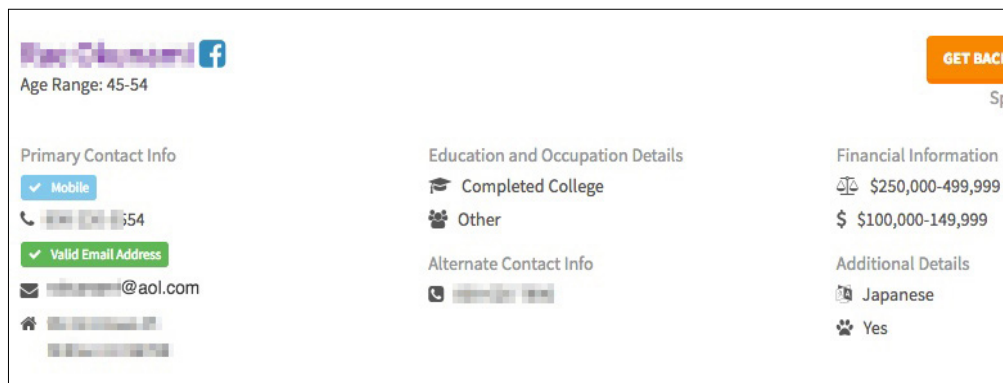 GET BACK
Age Range: 45-54
Sp
Primary Contact Info
Mobile
554
Valid Email Address
@aol.com
Education and Occupation Details
Completed College
Other
Alternate Contact Info
Financial Information
$250,000-499,999
$ $100,000-149,999
Additional Details
Japanese
Yes